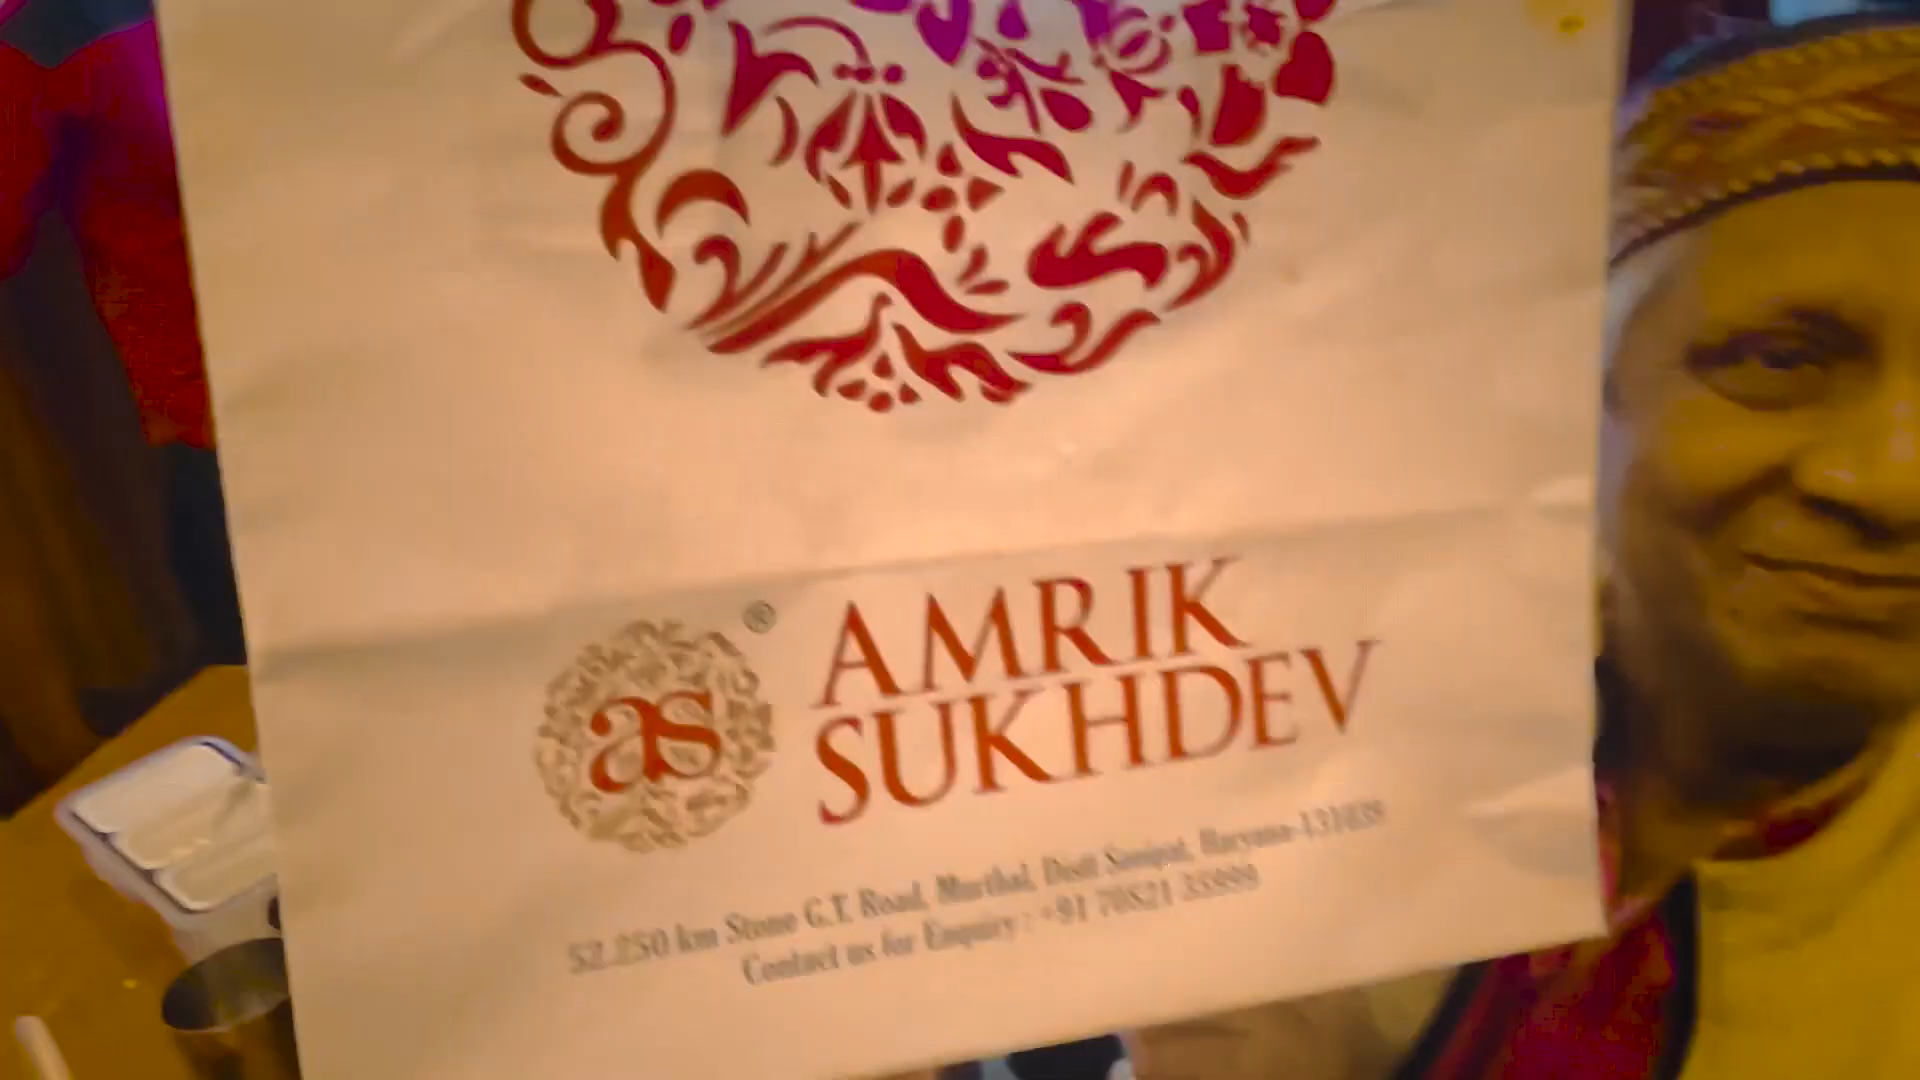 as ®
AMRIK
SUKHDEV
52.250 km Stone G.T. Road, Murthal, Distt Sonipat, Haryana-131039
Contact us for Enquiry : +91 70821 35000